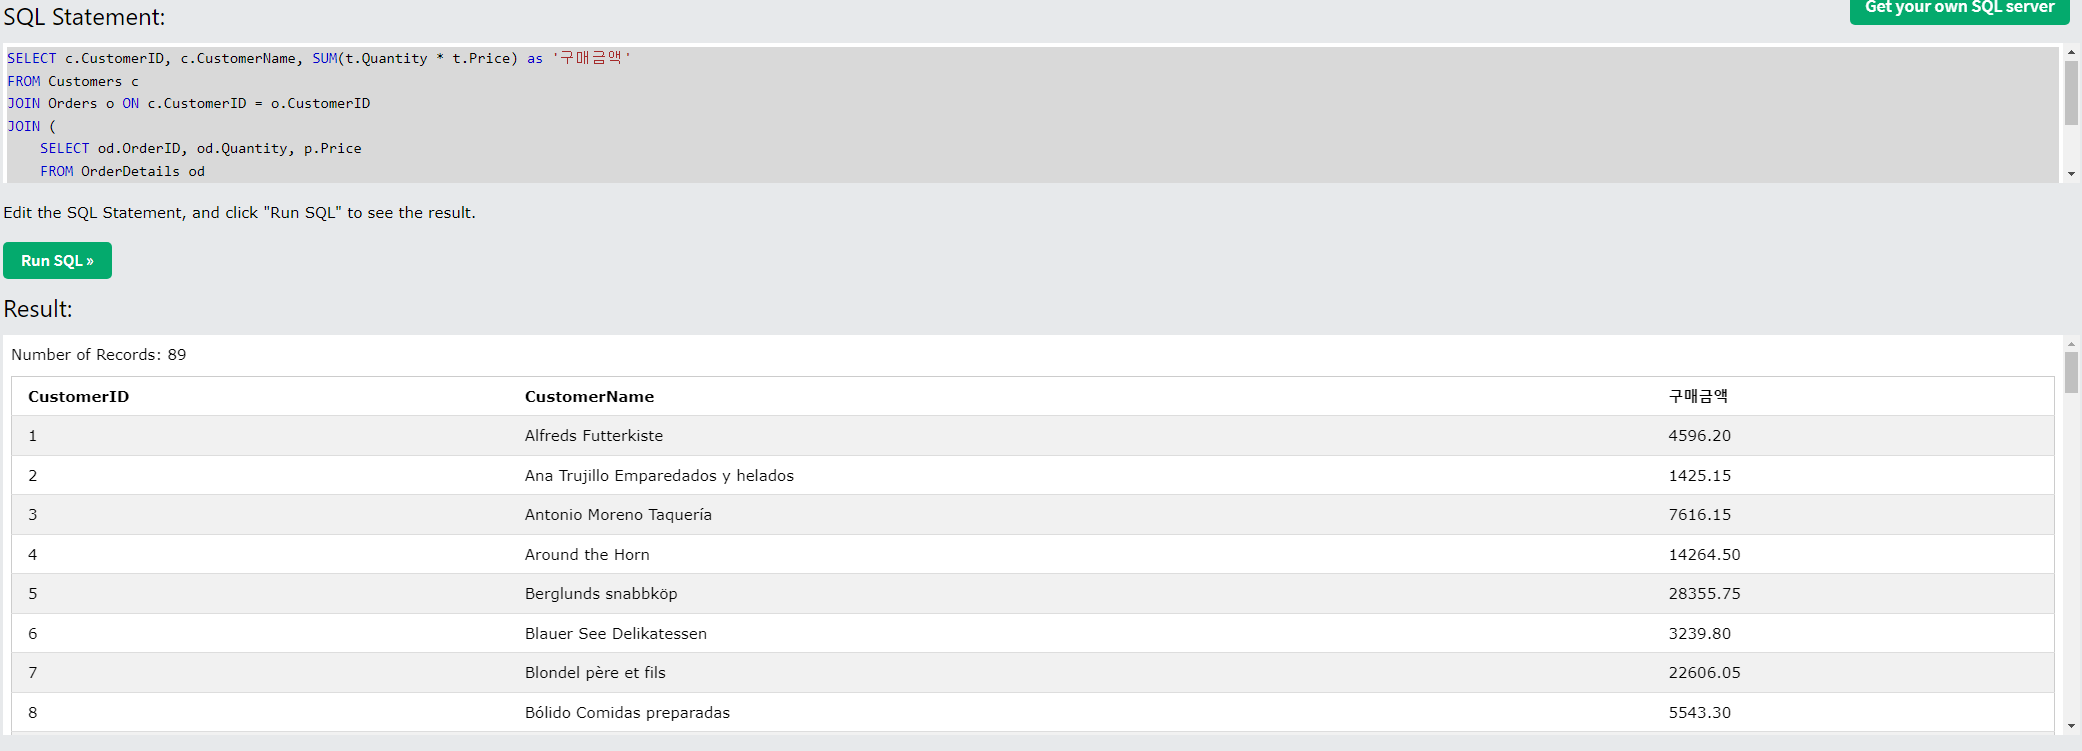 SQL Statement:
Get your own SQL server
SELECT c.CustomerID, c.CustomerName, SUM(t.Quantity * t.Price) as '구매금액'
FROM Customers c
JOIN Orders o ON c.CustomerID = o.CustomerID
JOIN (
    SELECT od.OrderID, od.Quantity, p.Price
    FROM OrderDetails od
Edit the SQL Statement, and click "Run SQL" to see the result.
Run SQL »
Result:
Number of Records: 89
CustomerID CustomerName 구매금액
1 Alfreds Futterkiste 4596.20
2 Ana Trujillo Emparedados y helados 1425.15
3 Antonio Moreno Taquería 7616.15
4 Around the Horn 14264.50
5 Berglunds snabbköp 28355.75
6 Blauer See Delikatessen 3239.80
7 Blondel père et fils 22606.05
8 Bólido Comidas preparadas 5543.30